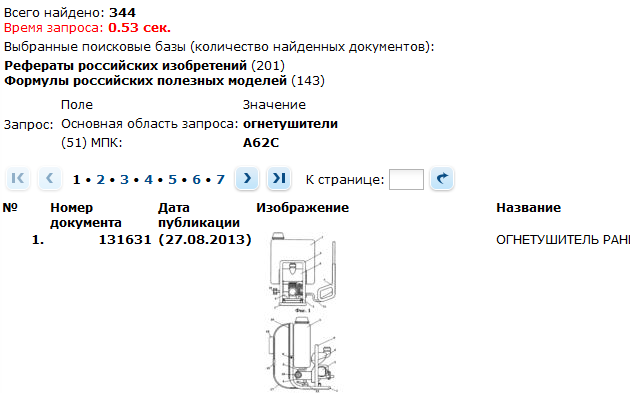 Всего найдено: 344
Время запроса: 0.53 сек.
Выбранные поисковые базы (количество найденных документов):
Рефераты российских изобретений (201)
Формулы российских полезных моделей (143)
Поле Значение
Запрос: Основная область запроса: огнетушители
(51) МПК: A62C
1 • 2 • 3 • 4 • 5 • 6 • 7 К странице:
№ Номер документа Дата публикации Изображение Название
1. 131631 (27.08.2013) ОГНЕТУШИТЕЛЬ
Фиг. 1